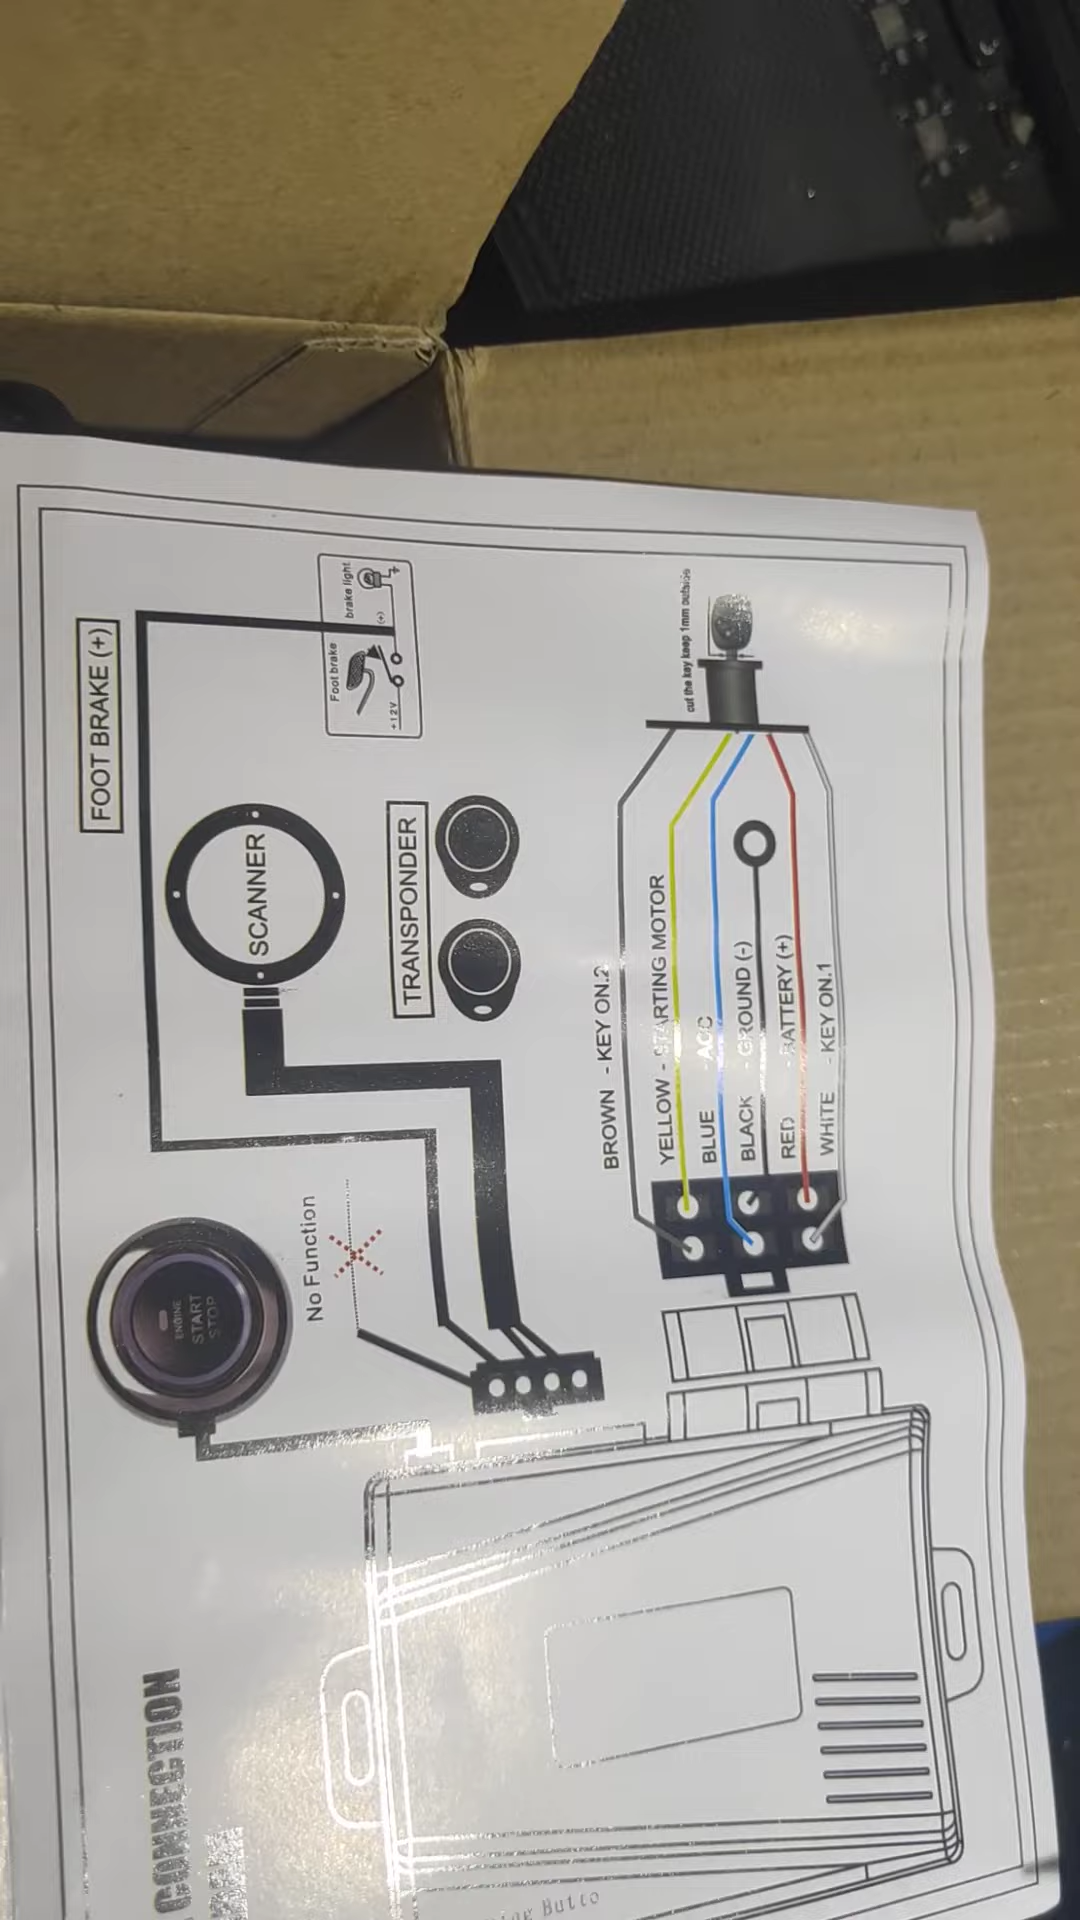 FOOT BRAKE (+)
Foot brake
brake light
(+)
+12V
SCANNER
TRANSPONDER
No Function
ENGINE
START
STOP
cut the key keep 1mm outside
BROWN - KEY ON.2
YELLOW - STARTING MOTOR
BLUE - ACC
BLACK - GROUND (-)
RED - BATTERY (+)
WHITE - KEY ON.1
CONNECTION